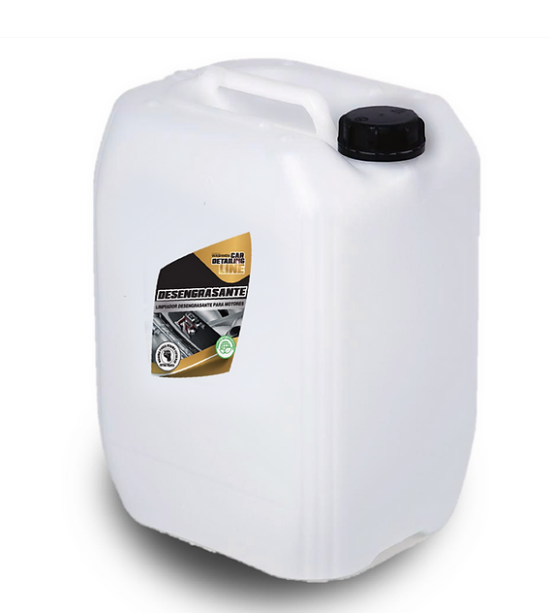 CAR
DETAILING
LINE
DESENGRASANTE
LIMPIADOR DESENGRASANTE PARA MOTORES